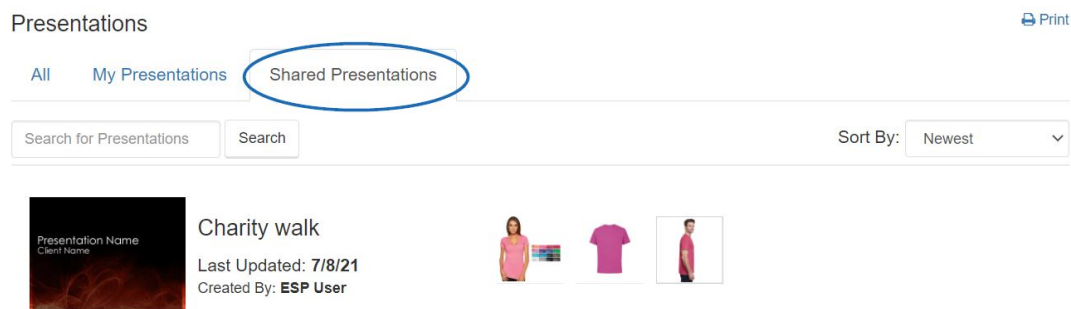 Presentations
Print
All
My Presentations
Shared Presentations
Search for Presentations
Search
Sort By:
Newest
Presentation Name
Client Name
Charity walk
Last Updated: 7/8/21
Created By: ESP User